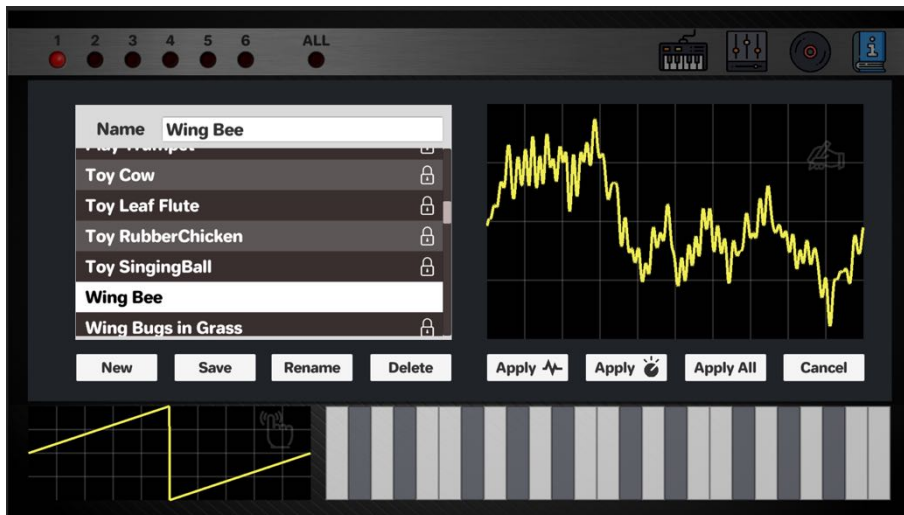 1 2 3 4 5 6 ALL
i
Name Wing Bee
Toy Cow
Toy Leaf Flute
Toy RubberChicken
Toy SingingBall
Wing Bee
Wing Bugs in Grass
New Save Rename Delete Apply Apply Apply All Cancel